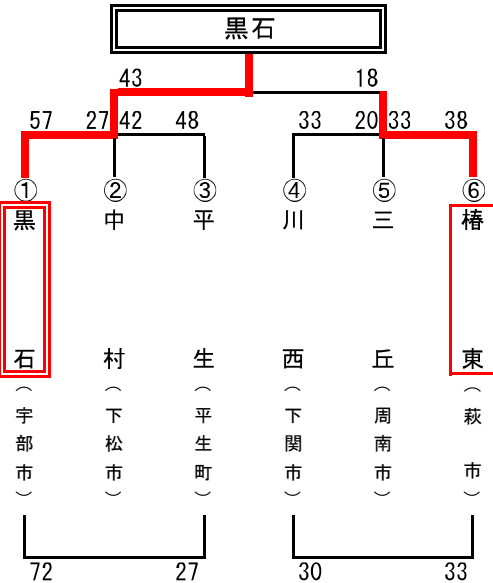 黒石
43 18
57 27 42 48 33 20 33 38
① ② ③ ④ ⑤ ⑥
黒石（宇部市）
中村（下松市）
平生（平生町）
川西（下関市）
三丘（周南市）
椿東（萩市）
72 27 30 33